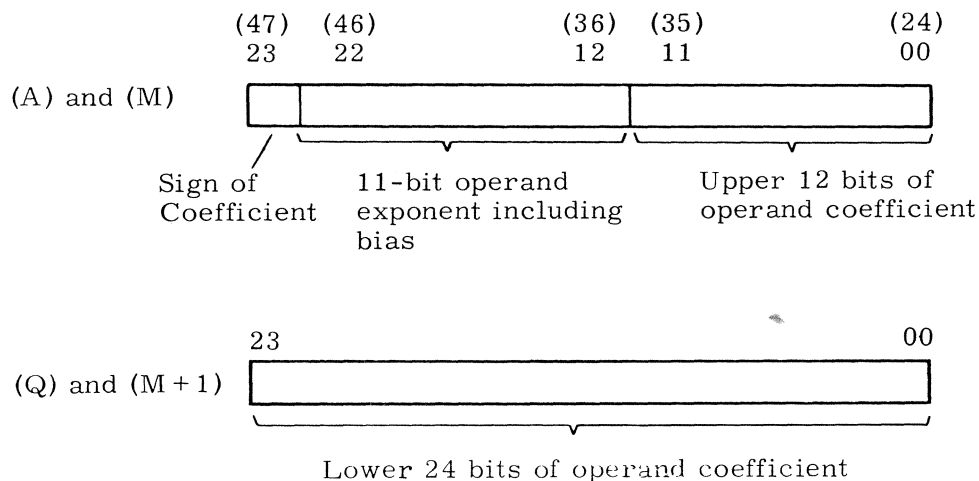 (47) (46) (36) (35) (24)
23 22 12 11 00
(A) and (M)
Sign of Coefficient
11-bit operand exponent including bias
Upper 12 bits of operand coefficient
23 00
(Q) and (M+1)
Lower 24 bits of operand coefficient